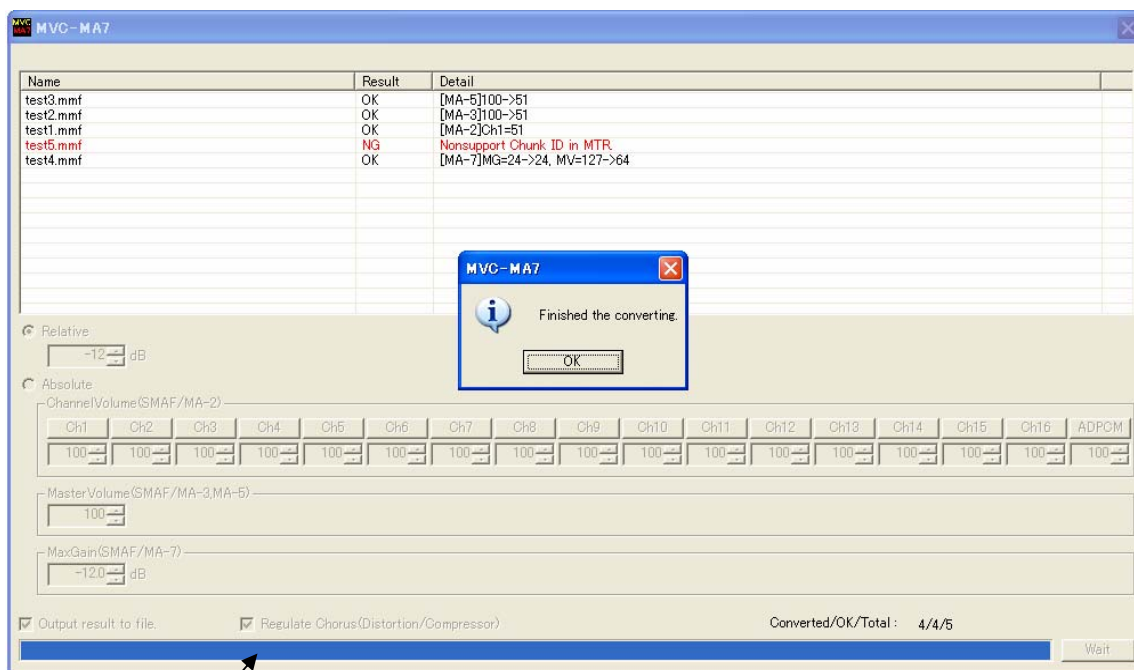 MVC MA7 MVC-MA7
Name Result Detail
test3.mmf OK [MA-5]100->51
test2.mmf OK [MA-3]100->51
test1.mmf OK [MA-2]Ch1=51
test5.mmf NG Nonsupport Chunk ID in MTR.
test4.mmf OK [MA-7]MG=24->24, MV=127->64
MVC-MA7
Finished the converting.
OK
Relative
-12 dB
Absolute
ChannelVolume(SMAF/MA-2)
Ch1 Ch2 Ch3 Ch4 Ch5 Ch6 Ch7 Ch8 Ch9 Ch10 Ch11 Ch12 Ch13 Ch14 Ch15 Ch16 ADPCM
100 100 100 100 100 100 100 100 100 100 100 100 100 100 100 100 100
MasterVolume(SMAF/MA-3,MA-5)
100
MaxGain(SMAF/MA-7)
-12.0 dB
Output result to file. Regulate Chorus(Distortion/Compressor) Converted/OK/Total : 4/4/5
Wait